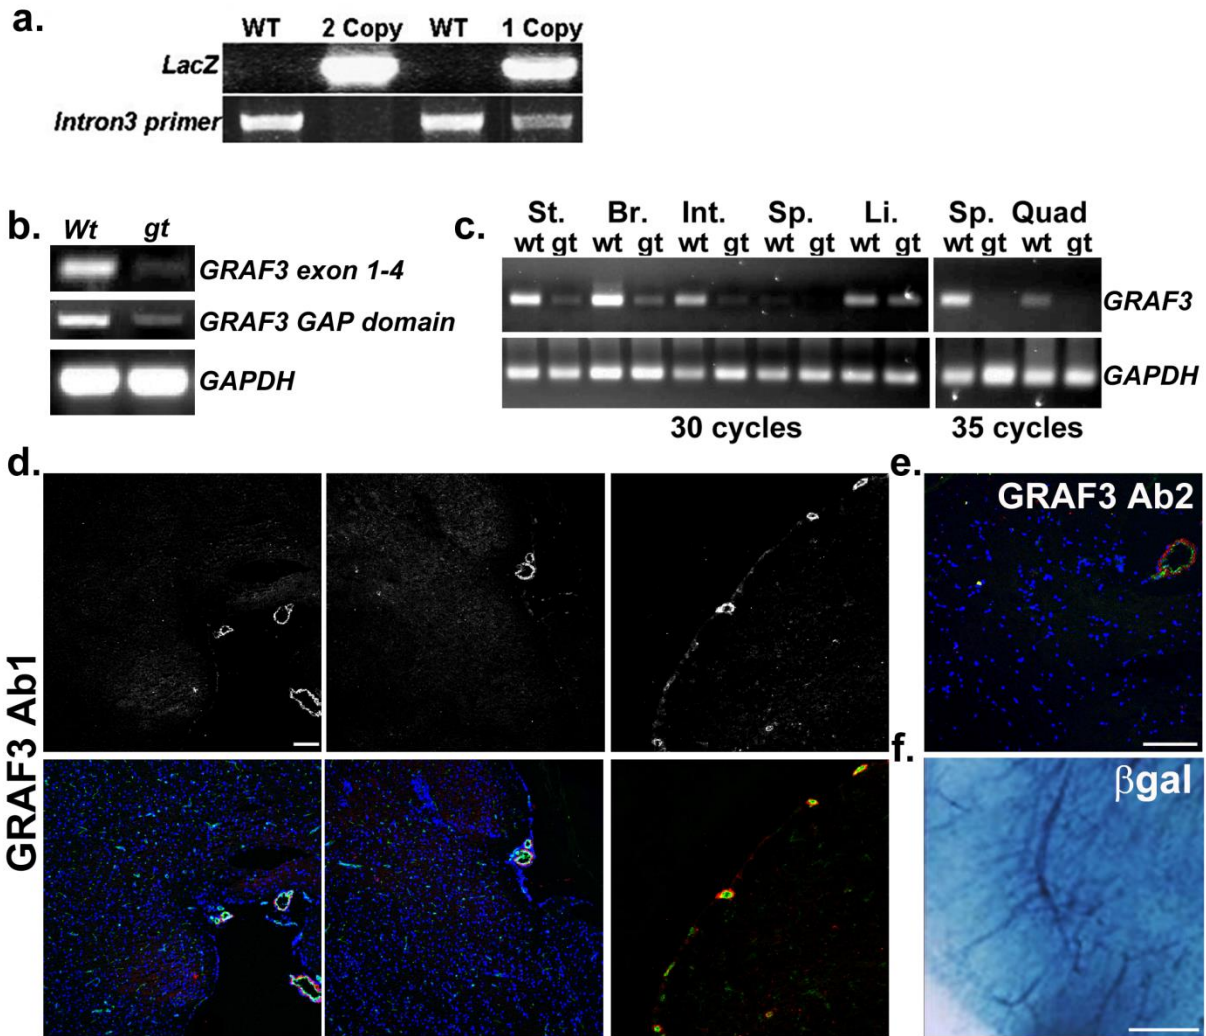 a.
WT 2 Copy WT 1 Copy
LacZ
Intron3 primer
b.
Wt gt
GRAF3 exon 1-4
GRAF3 GAP domain
GAPDH
c.
St. Br. Int. Sp. Li. Sp. Quad
wt gt wt gt wt gt wt gt wt gt wt gt wt gt
GRAF3
GAPDH
30 cycles 35 cycles
d.
GRAF3 Ab1
e.
GRAF3 Ab2
f.
βgal